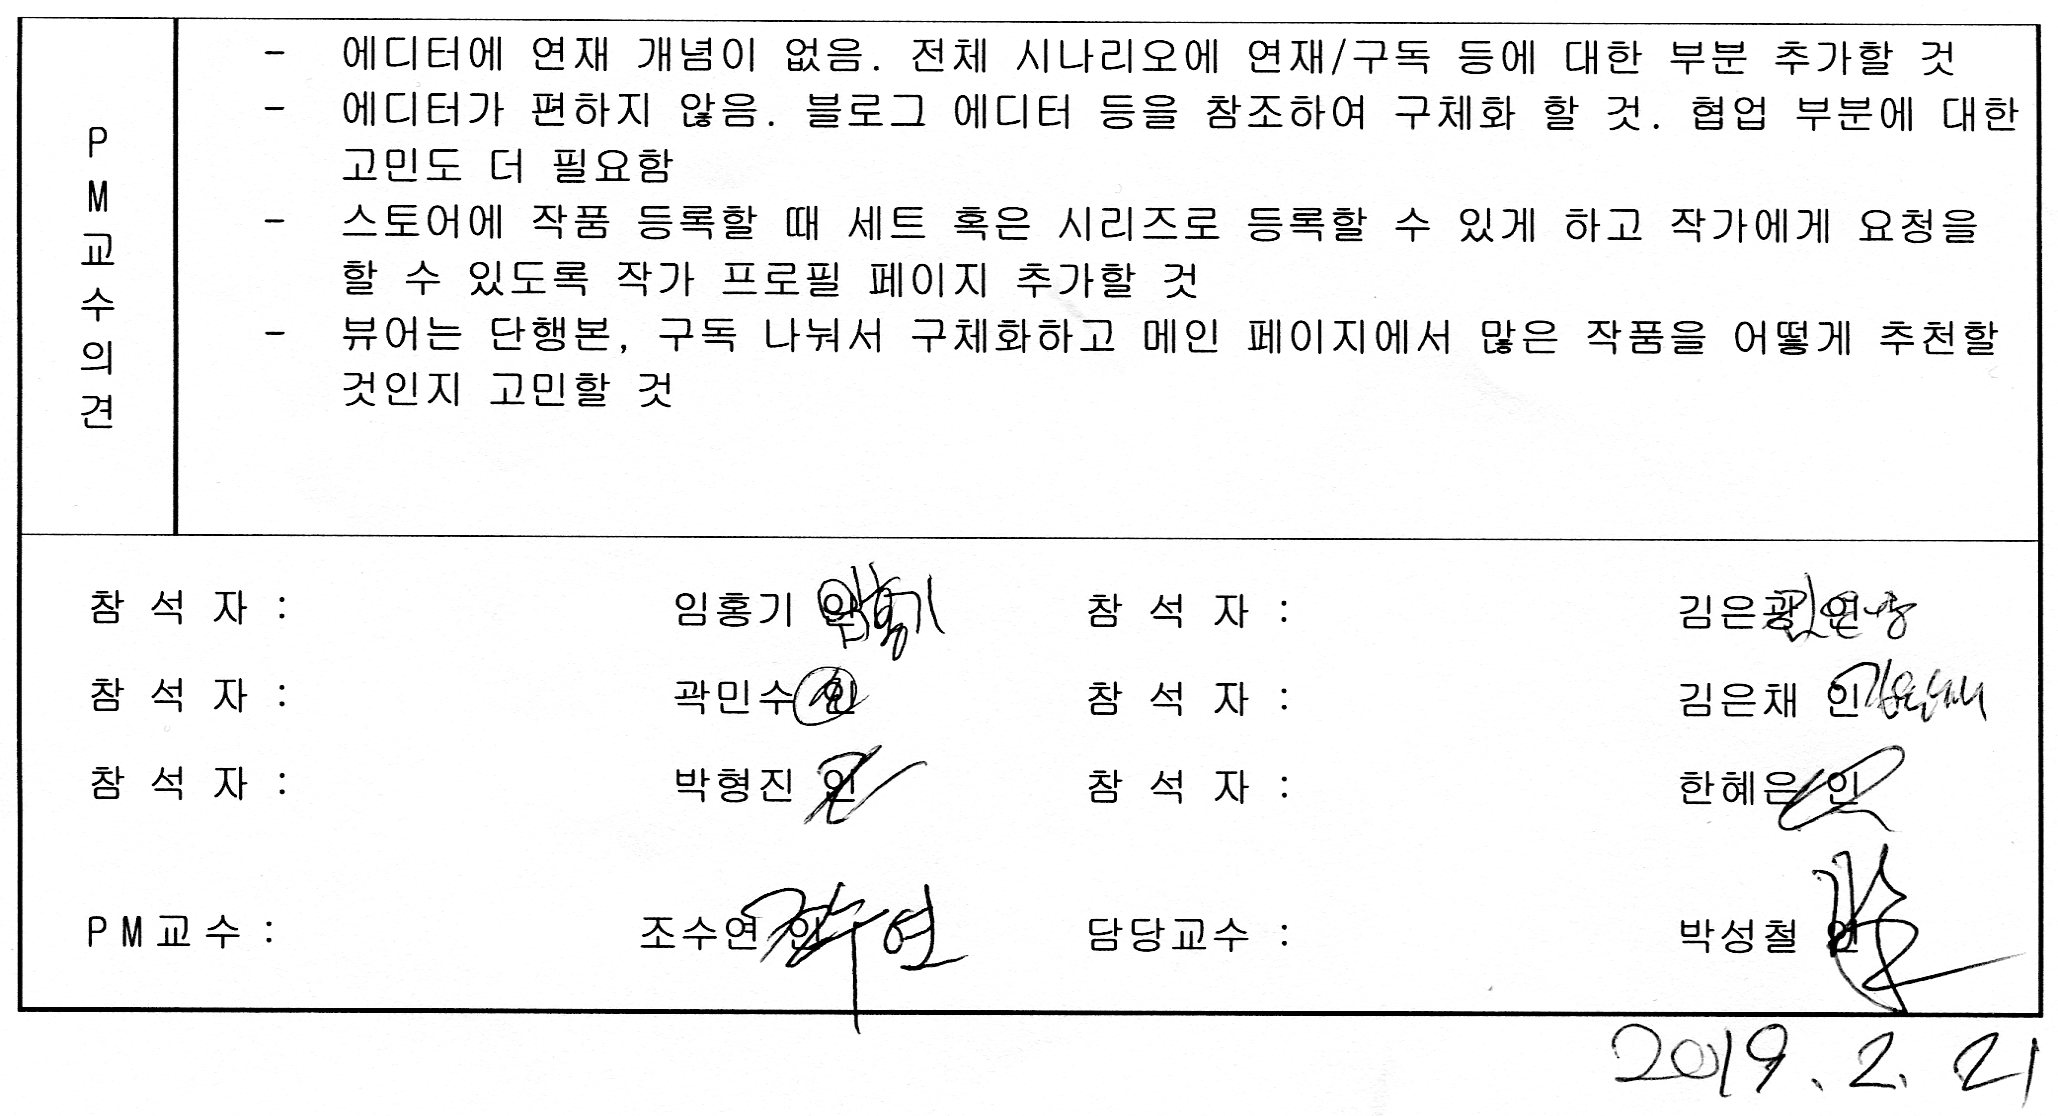 PM교수의견
- 에디터에 연재 개념이 없음. 전체 시나리오에 연재/구독 등에 대한 부분 추가할 것
- 에디터가 편하지 않음. 블로그 에디터 등을 참조하여 구체화 할 것. 협업 부분에 대한
고민도 더 필요함
- 스토어에 작품 등록할 때 세트 혹은 시리즈로 등록할 수 있게 하고 작가에게 요청을
할 수 있도록 작가 프로필 페이지 추가할 것
- 뷰어는 단행본, 구독 나눠서 구체화하고 메인 페이지에서 많은 작품을 어떻게 추천할
것인지 고민할 것
참 석 자 : 임홍기 인 임홍기 참 석 자 : 김은광 인
참 석 자 : 곽민수 인 참 석 자 : 김은채 인 김은채
참 석 자 : 박형진 인 참 석 자 : 한혜은 인
PM교수 : 조수연 인 조수연 담당교수 : 박성철 인
2019. 2. 21